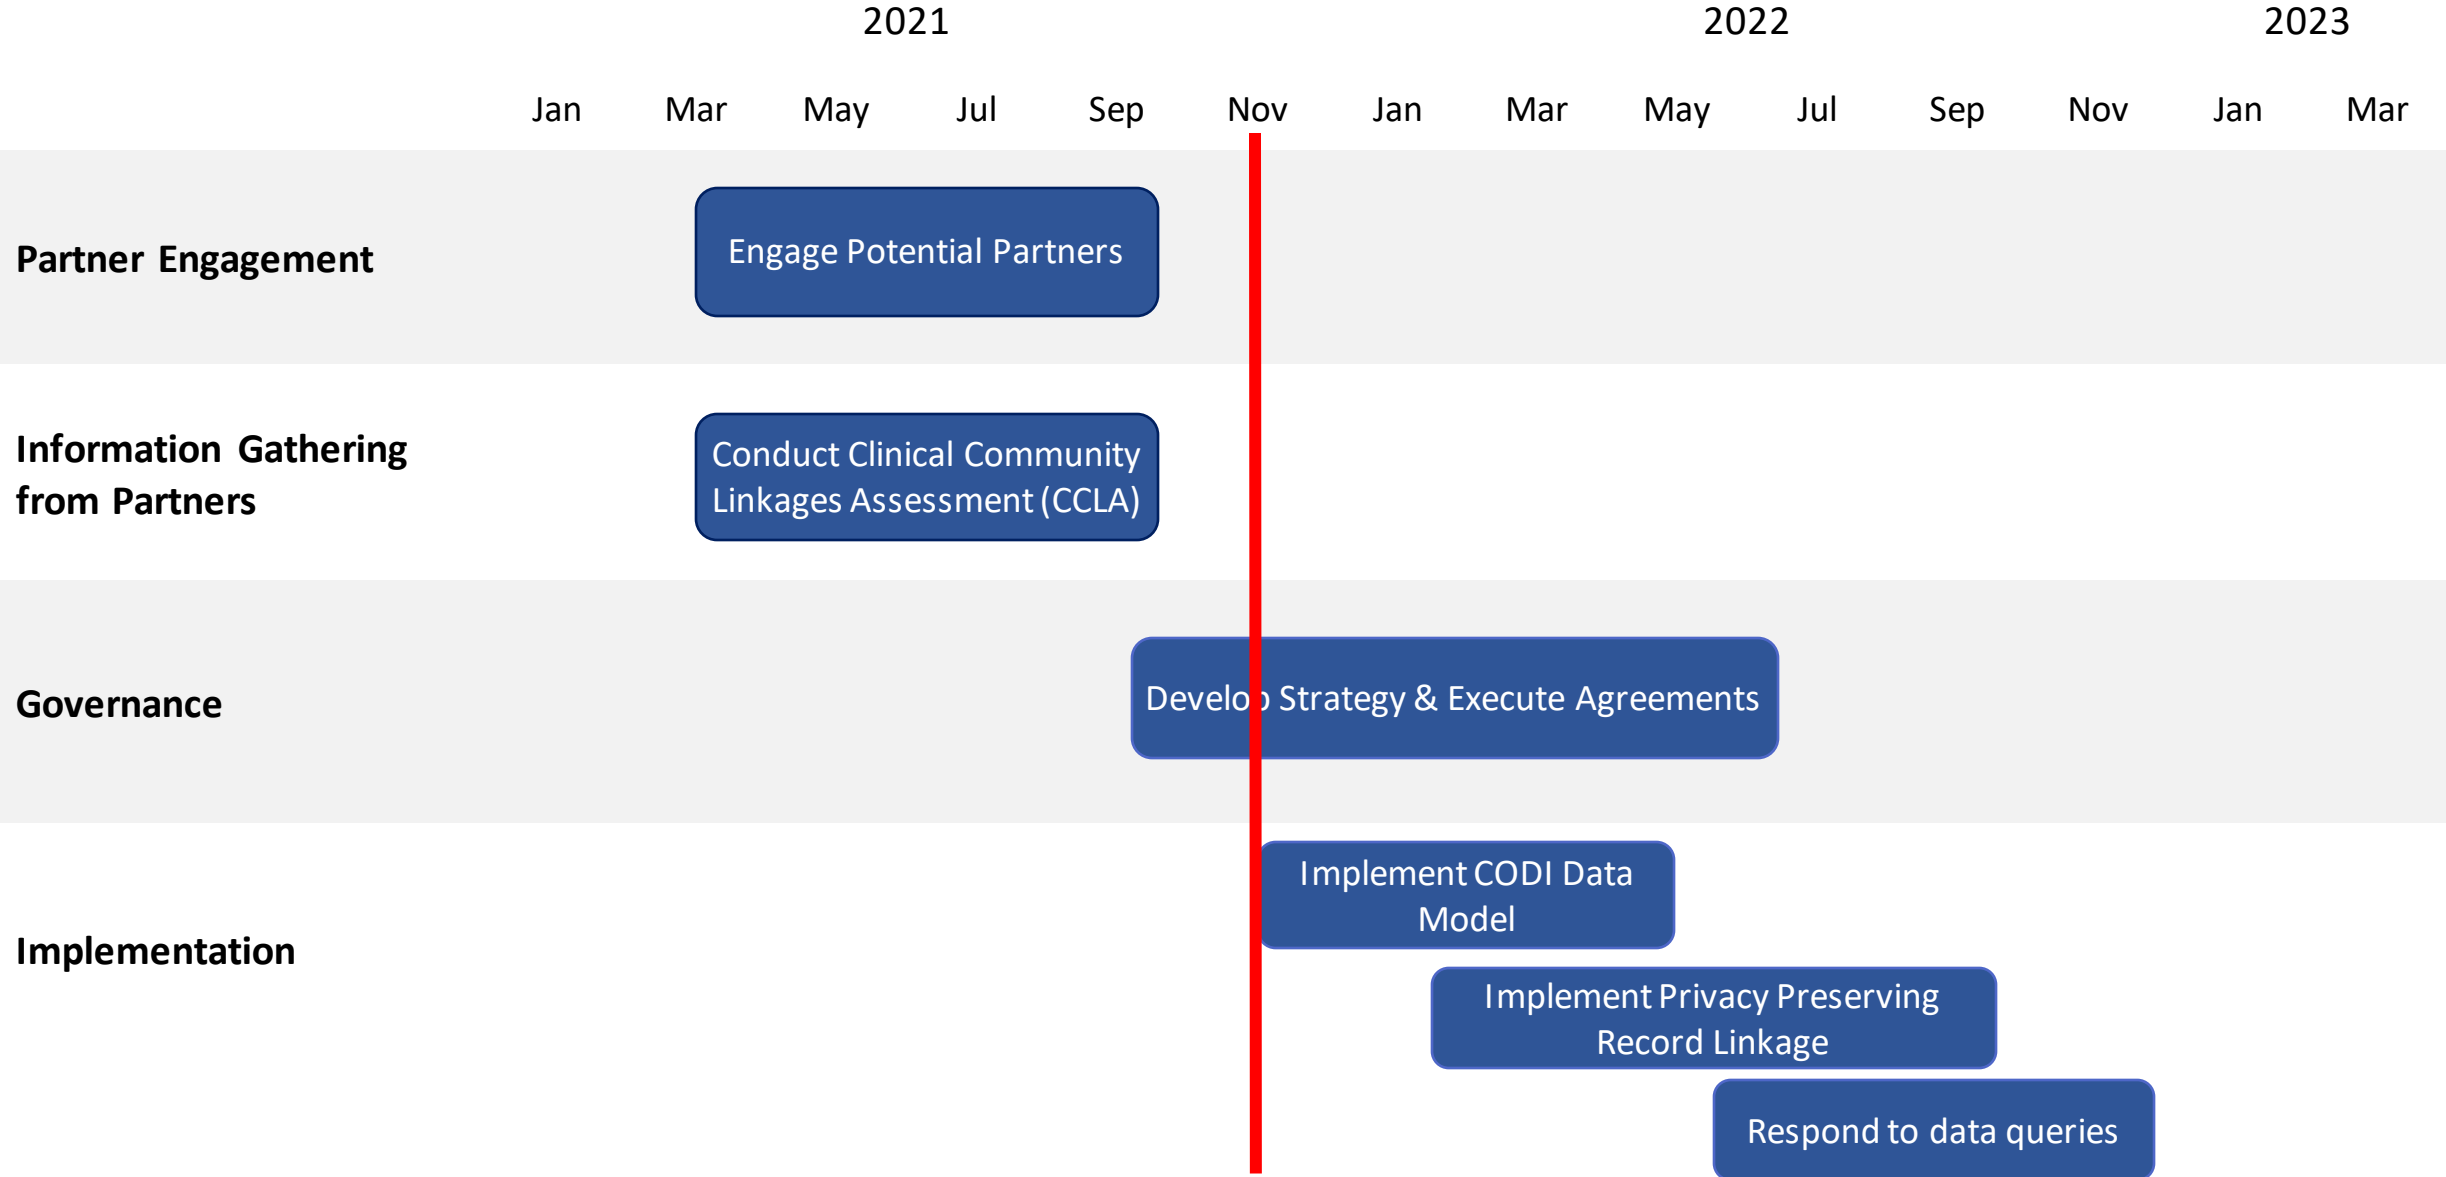 2021 2022 2023
Jan Mar May Jul Sep Nov Jan Mar May Jul Sep Nov Jan Mar
Partner Engagement
Engage Potential Partners
Information Gathering
from Partners
Conduct Clinical Community
Linkages Assessment (CCLA)
Governance
Develop Strategy & Execute Agreements
Implementation
Implement CODI Data
Model
Implement Privacy Preserving
Record Linkage
Respond to data queries